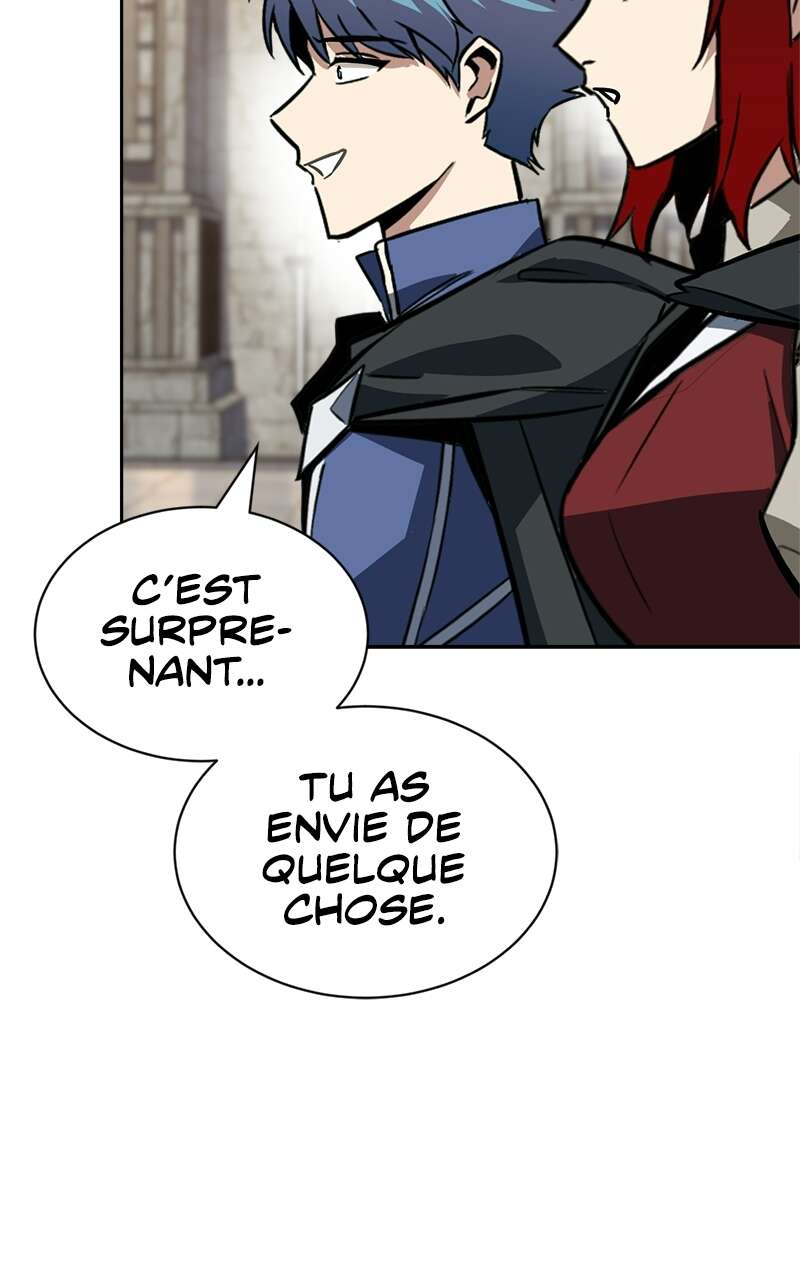 C'EST
SURPRE-
NANT...
TU AS
ENVIE DE
QUELQUE
CHOSE.